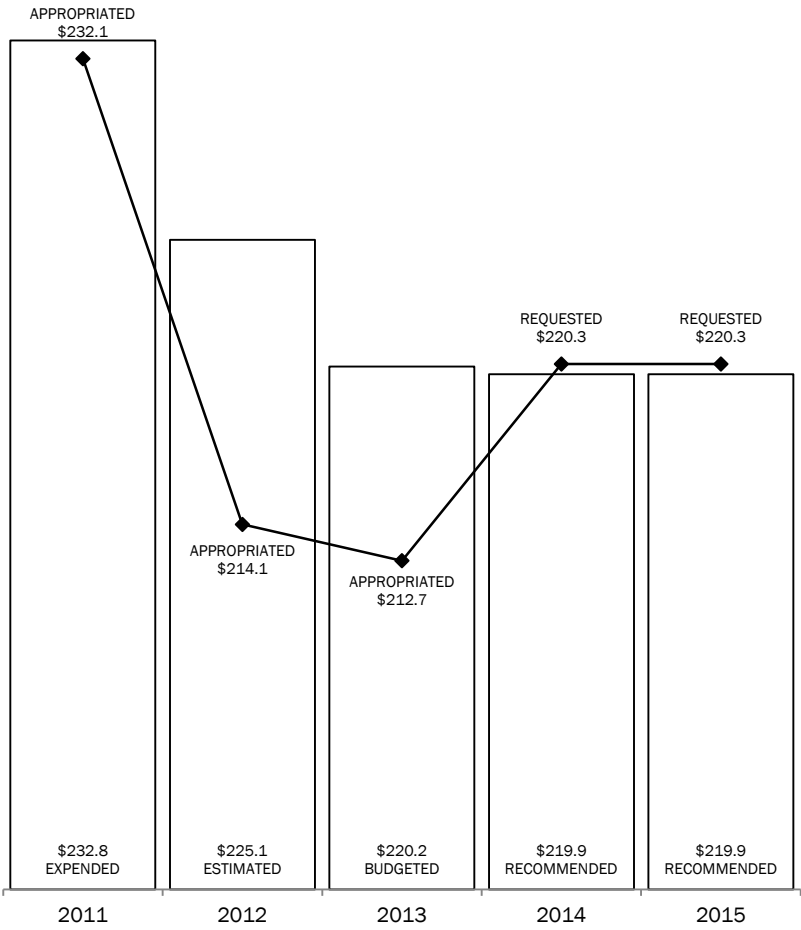 APPROPRIATED
$232.1
REQUESTED
$220.3
REQUESTED
$220.3
APPROPRIATED
$214.1
APPROPRIATED
$212.7
$232.8
EXPENDED
$225.1
ESTIMATED
$220.2
BUDGETED
$219.9
RECOMMENDED
$219.9
RECOMMENDED
2011
2012
2013
2014
2015